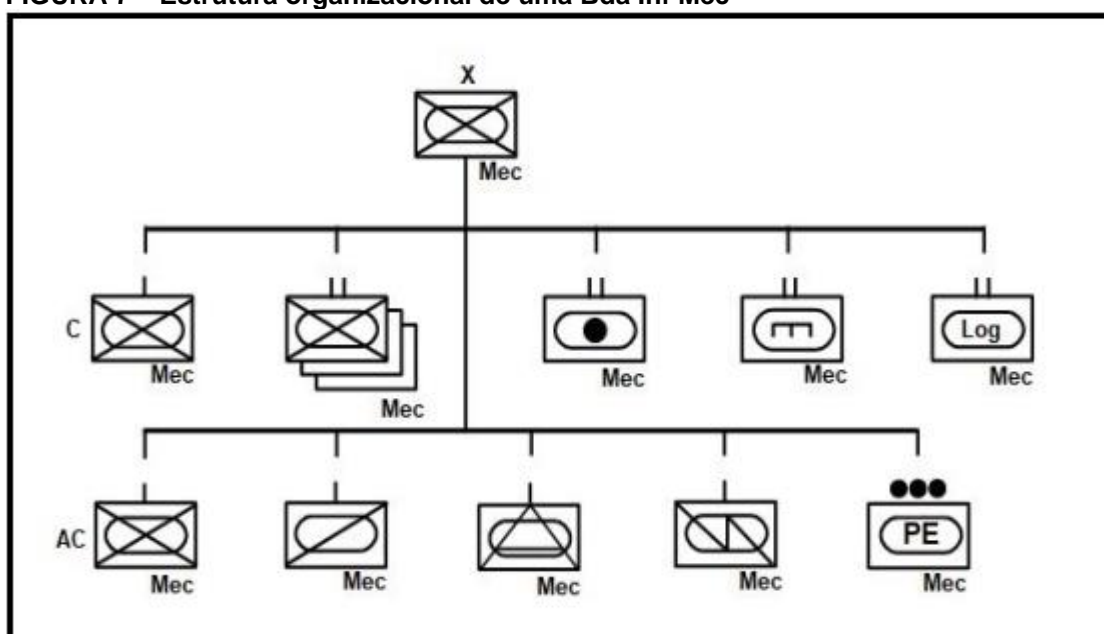 FIGURA 7 – Estrutura organizacional de uma Bda Inf Mec
X
Mec
C
Mec
Mec
Mec
Mec
Log
Mec
AC
Mec
Mec
Mec
Mec
PE
Mec